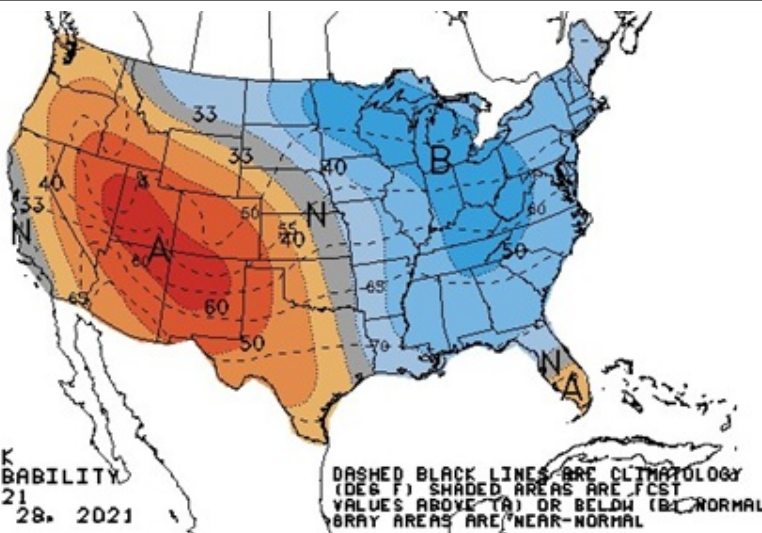 33
33
40
B
40
33
N
50
N
60
55
40
A
60
50
65
65
60
50
70
N
A
K
BABILITY
21
28, 2021
DASHED BLACK LINES ARE CLIMATOLOGY
(DEG F) SHADED AREAS ARE FCST
VALUES ABOVE (A) OR BELOW (B) NORMAL
GRAY AREAS ARE NEAR-NORMAL